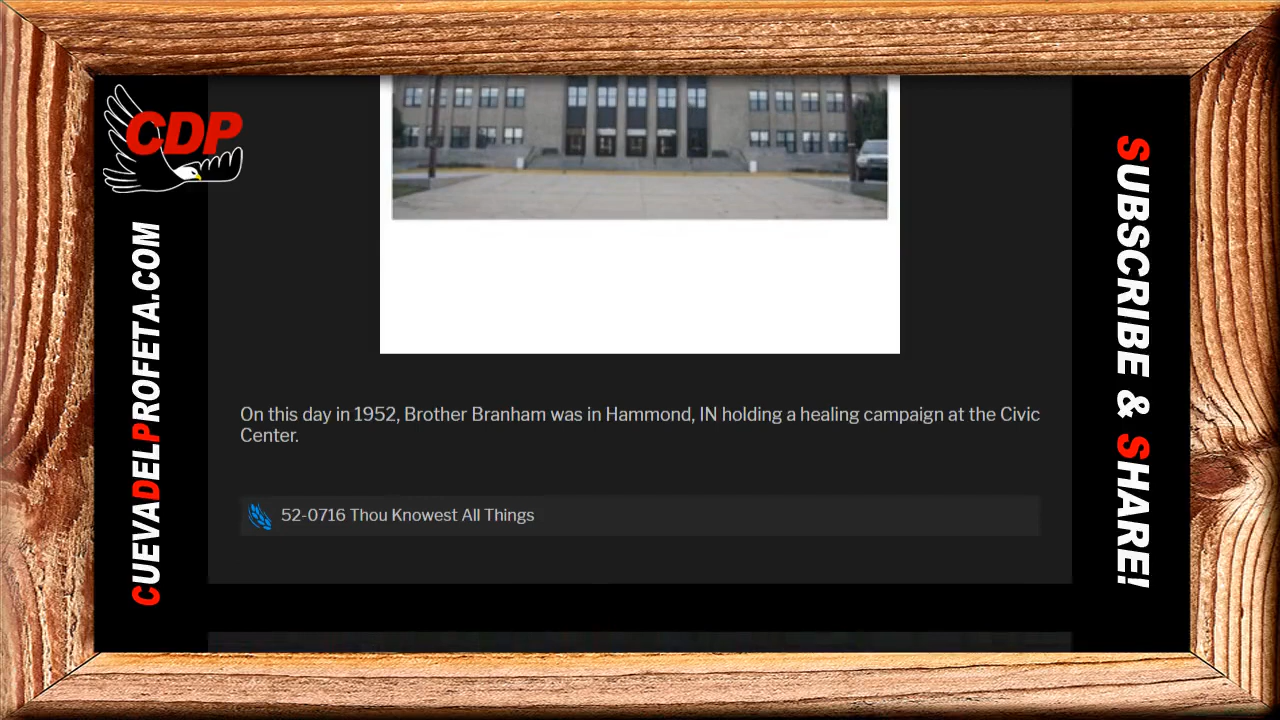 CDP
CUEVADELPROFETA.COM
On this day in 1952, Brother Branham was in Hammond, IN holding a healing campaign at the Civic
Center.
52-0716 Thou Knowest All Things
SUBSCRIBE & SHARE!